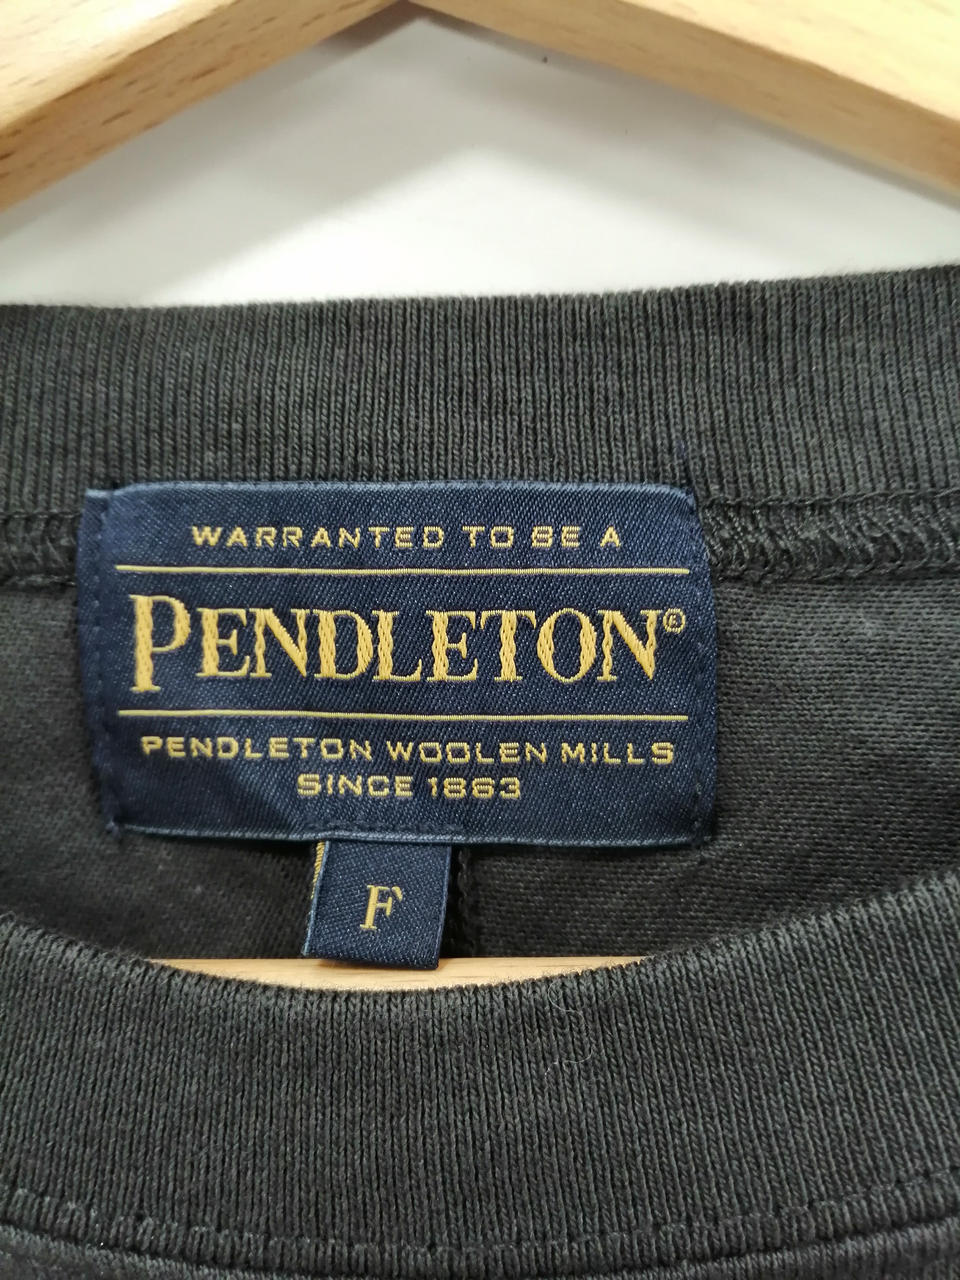 WARRANTED TO BE A
PENDLETON®
PENDLETON WOOLEN MILLS
SINCE 1863
F